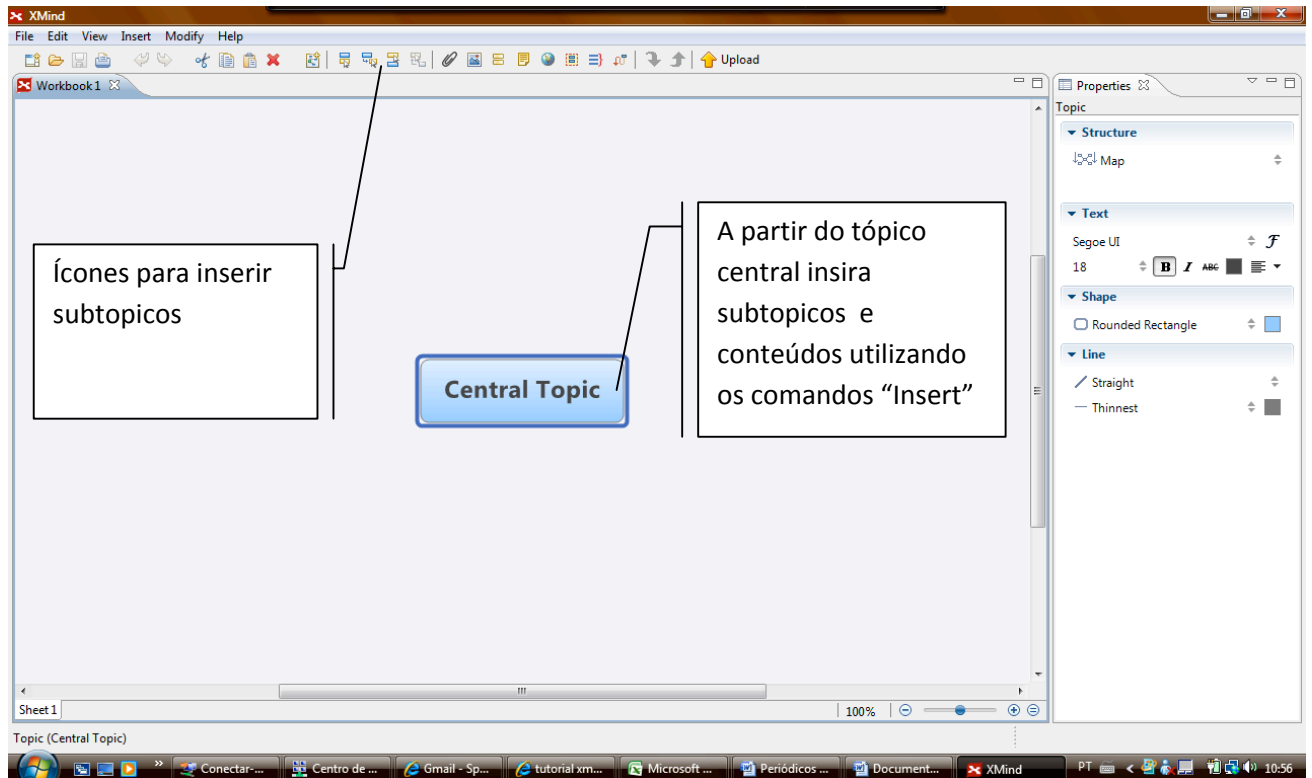 XMind
File Edit View Insert Modify Help
Upload
Workbook1
Properties
Topic
Structure
Map
Text
Segoe UI
18 B I ABC
Shape
Rounded Rectangle
Line
Straight
Thinnest
Ícones para inserir
subtopicos
A partir do tópico
central insira
subtopicos e
conteúdos utilizando
os comandos “Insert”
Central Topic
Sheet 1
100%
Topic (Central Topic)
Conectar-... Centro de ... Gmail - Sp... tutorial xm... Microsoft ... Periódicos ... Document... XMind PT 10:56